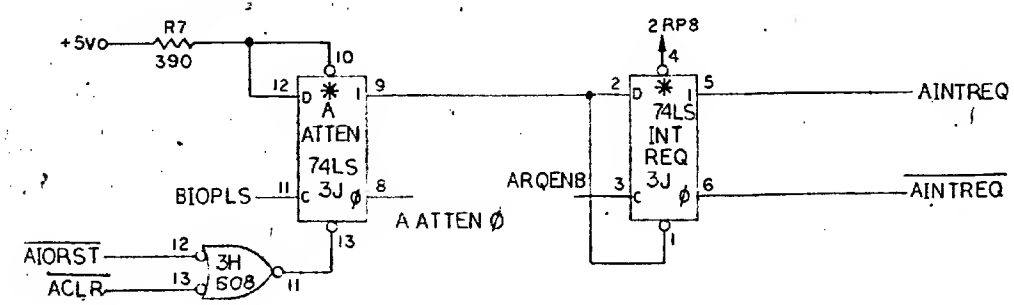 R7
+5V
390
10
12 D * 1 9
A
ATTEN
74LS
3J
BIOPLS 11 C Ø 8
A ATTEN Ø
13
AIORST 12
ACLR 13
3H
S08
11
2RP8
4
2 D * 1 5 AINTREQ
74LS
INT
REQ
3J
ARQENB 3 C Ø 6 AINTREQ
1